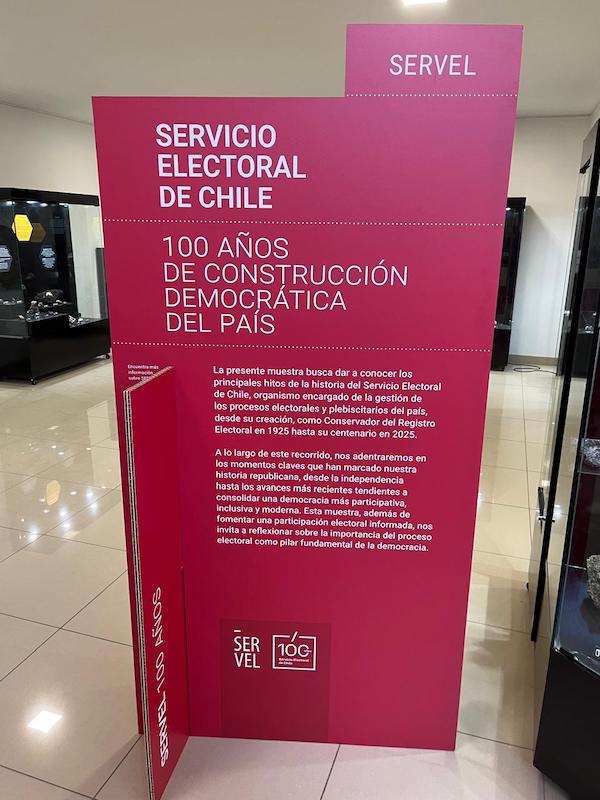 SERVEL
SERVICIO
ELECTORAL
DE CHILE
100 AÑOS
DE CONSTRUCCIÓN
DEMOCRÁTICA
DEL PAÍS
Encuentra más
información
sobre
La presente muestra busca dar a conocer los
principales hitos de la historia del Servicio Electoral
de Chile, organismo encargado de la gestión de
los procesos electorales y plebiscitarios del país,
desde su creación, como Conservador del Registro
Electoral en 1925 hasta su centenario en 2025.
A lo largo de este recorrido, nos adentraremos en
los momentos claves que han marcado nuestra
historia republicana, desde la independencia
hasta los avances más recientes tendientes a
consolidar una democracia más participativa,
inclusiva y moderna. Esta muestra, además de
fomentar una participación electoral informada, nos
invita a reflexionar sobre la importancia del proceso
electoral como pilar fundamental de la democracia.
SERVEL 100 AÑOS
SER
VEL
100
Servicio Electoral
de Chile